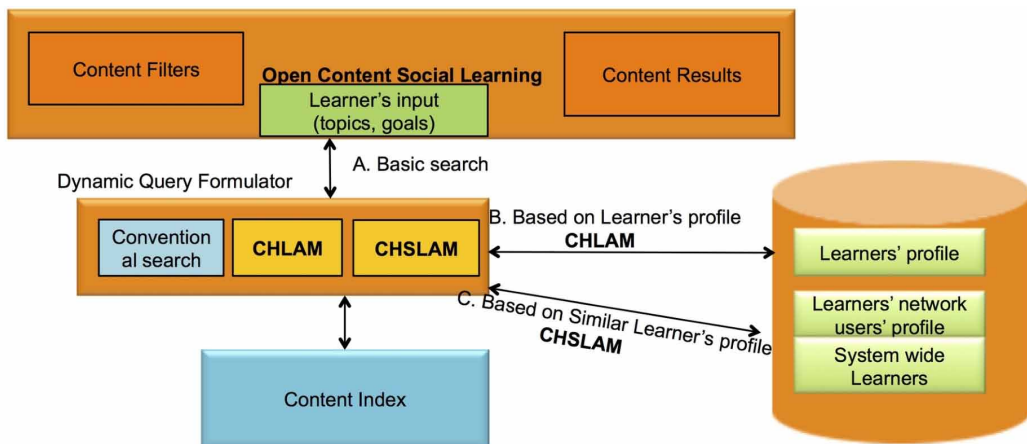 Content Filters
Open Content Social Learning
Content Results
Learner's input
(topics, goals)
A. Basic search
Dynamic Query Formulator
Convention
al search
CHLAM
CHSLAM
B. Based on Learner's profile
CHLAM
C. Based on Similar Learner's profile
CHSLAM
Learners' profile
Learners' network
users' profile
System wide
Learners
Content Index